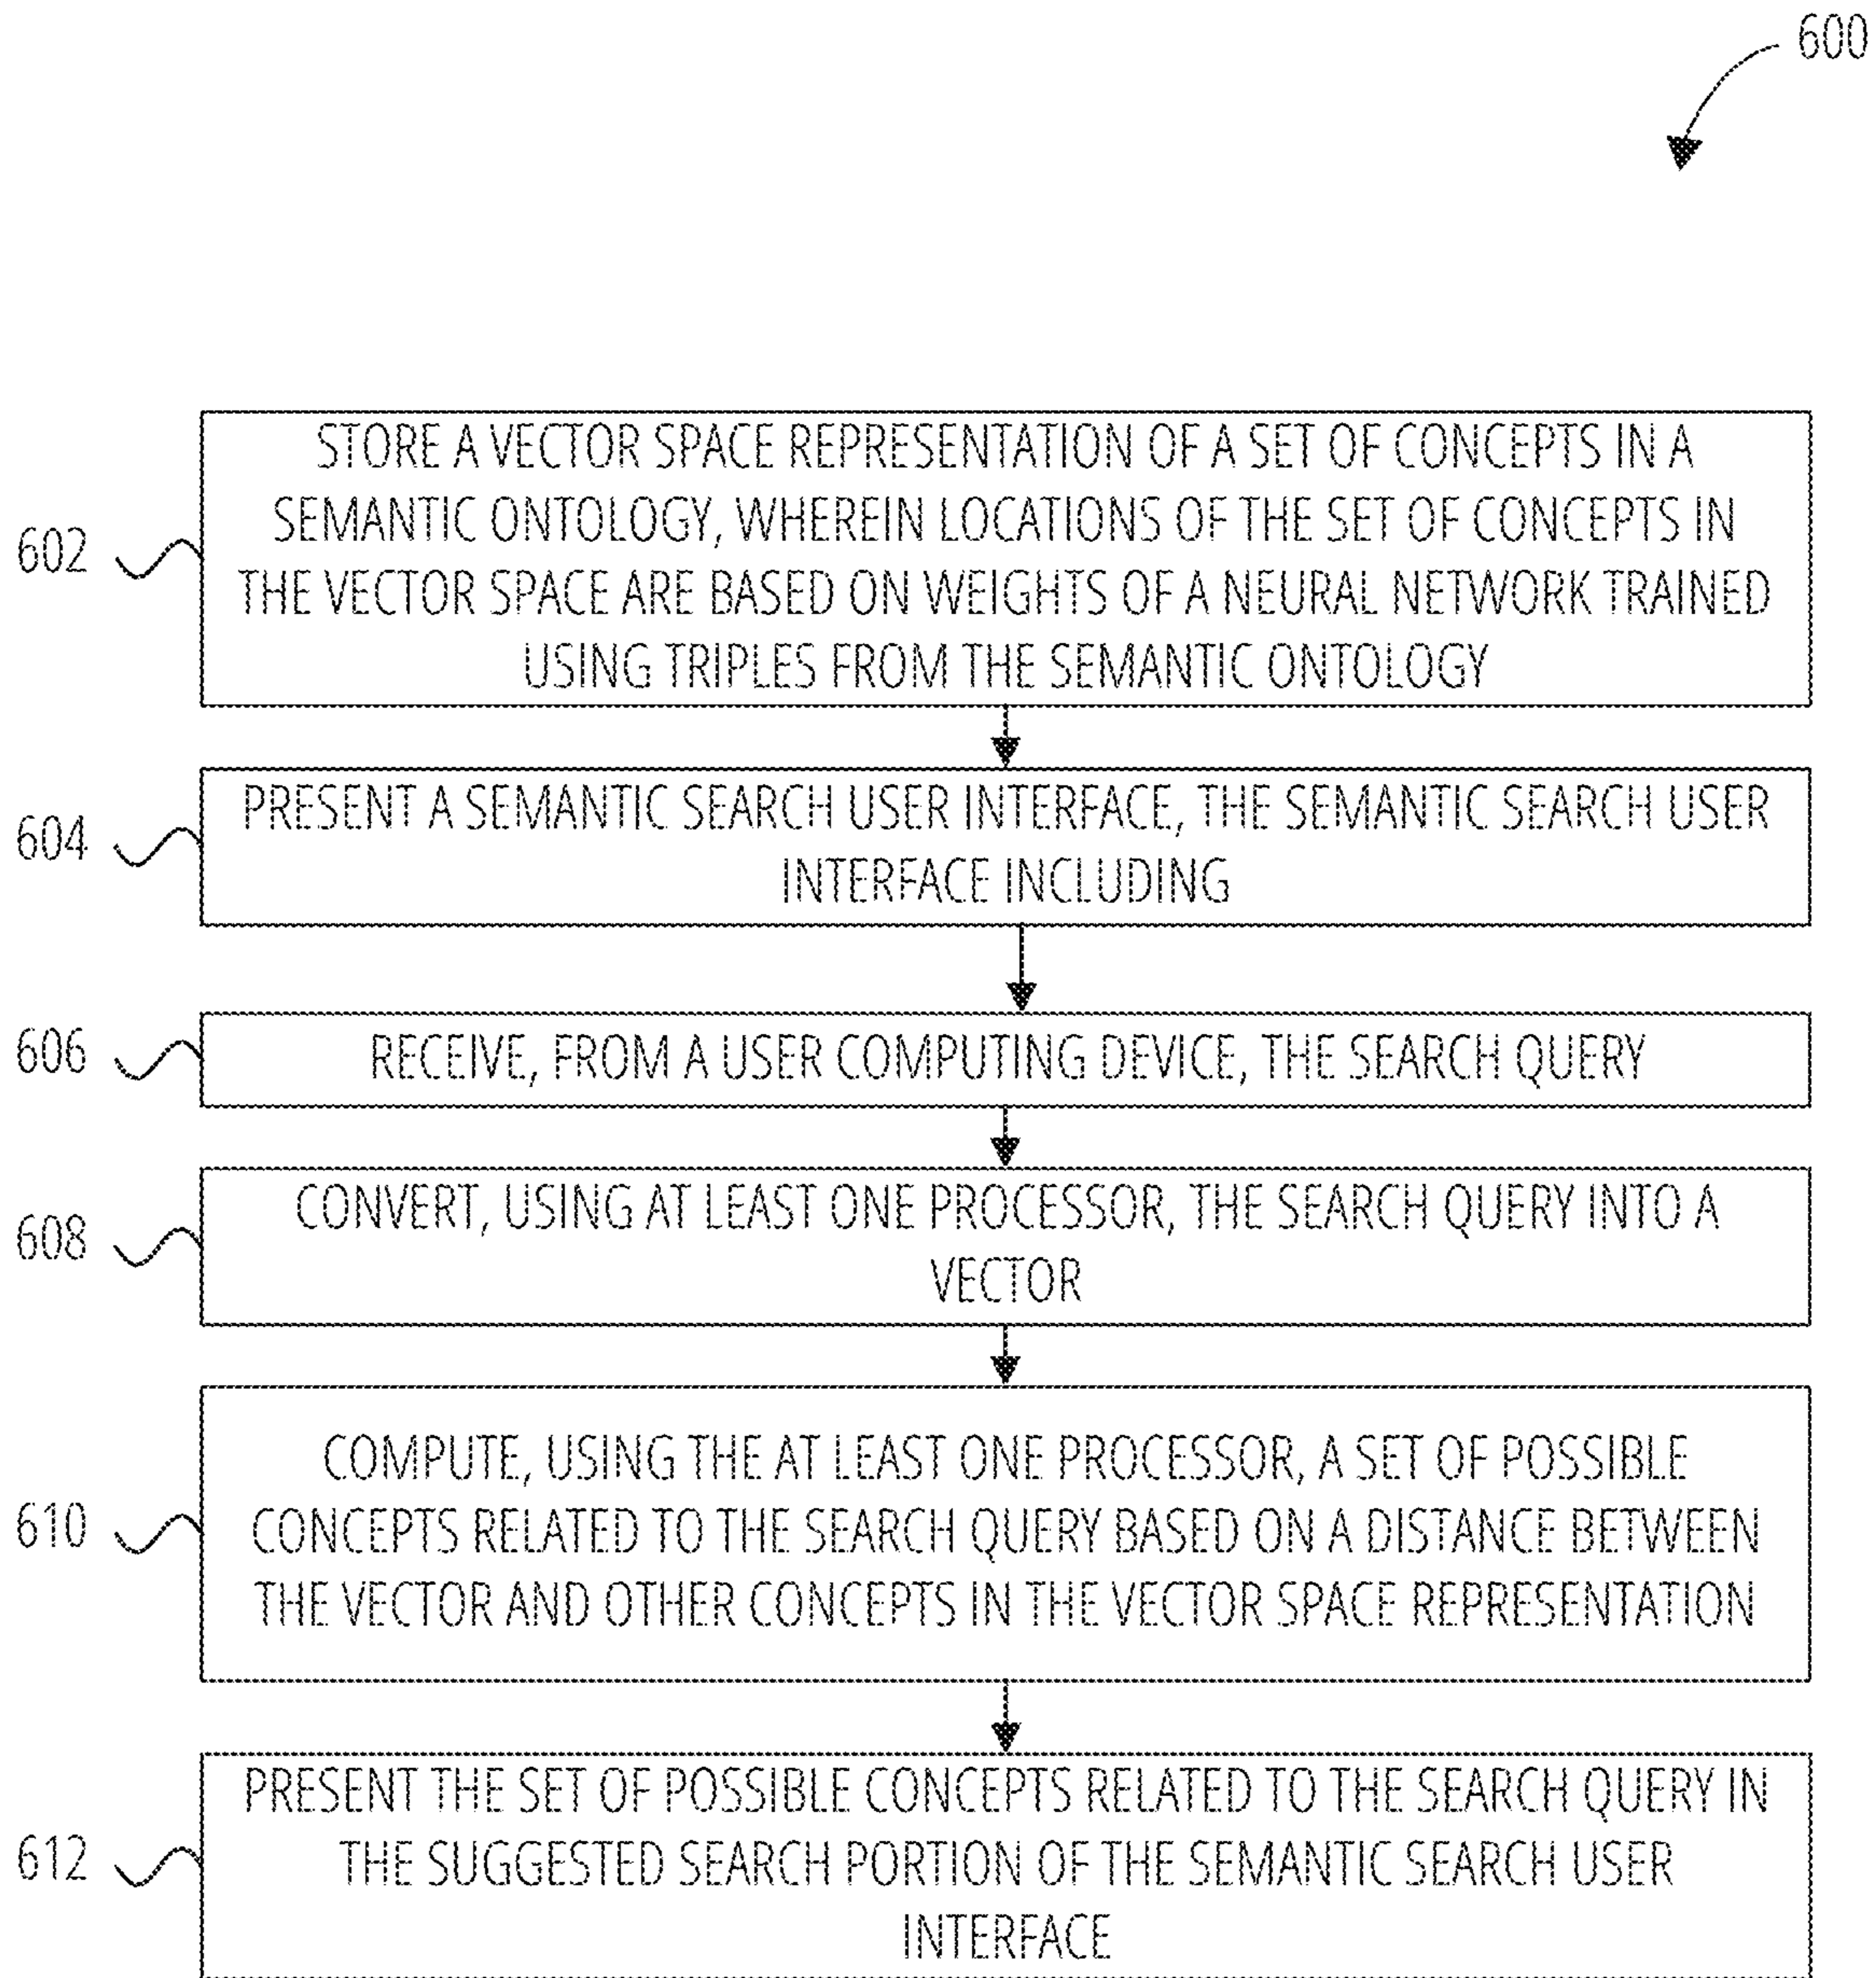 600
602
STORE A VECTOR SPACE REPRESENTATION OF A SET OF CONCEPTS IN A
SEMANTIC ONTOLOGY, WHEREIN LOCATIONS OF THE SET OF CONCEPTS IN
THE VECTOR SPACE ARE BASED ON WEIGHTS OF A NEURAL NETWORK TRAINED
USING TRIPLES FROM THE SEMANTIC ONTOLOGY
604
PRESENT A SEMANTIC SEARCH USER INTERFACE, THE SEMANTIC SEARCH USER
INTERFACE INCLUDING
606
RECEIVE, FROM A USER COMPUTING DEVICE, THE SEARCH QUERY
608
CONVERT, USING AT LEAST ONE PROCESSOR, THE SEARCH QUERY INTO A
VECTOR
610
COMPUTE, USING THE AT LEAST ONE PROCESSOR, A SET OF POSSIBLE
CONCEPTS RELATED TO THE SEARCH QUERY BASED ON A DISTANCE BETWEEN
THE VECTOR AND OTHER CONCEPTS IN THE VECTOR SPACE REPRESENTATION
612
PRESENT THE SET OF POSSIBLE CONCEPTS RELATED TO THE SEARCH QUERY IN
THE SUGGESTED SEARCH PORTION OF THE SEMANTIC SEARCH USER
INTERFACE